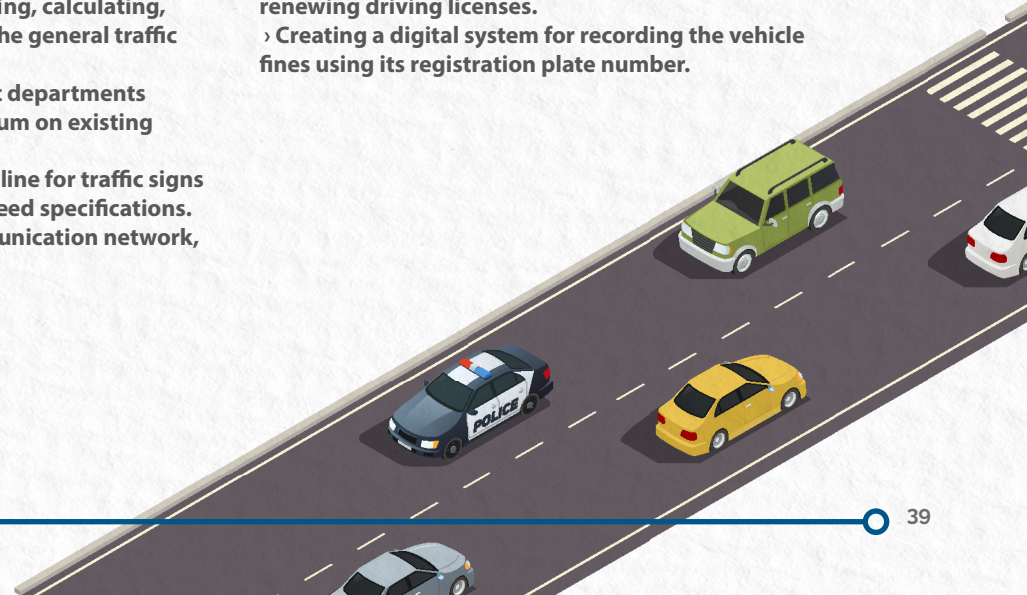 ing, calculating,
he general traffic
t departments
um on existing
line for traffic signs
eed specifications.
unication network,
renewing driving licenses.
› Creating a digital system for recording the vehicle
fines using its registration plate number.
POLICE
39